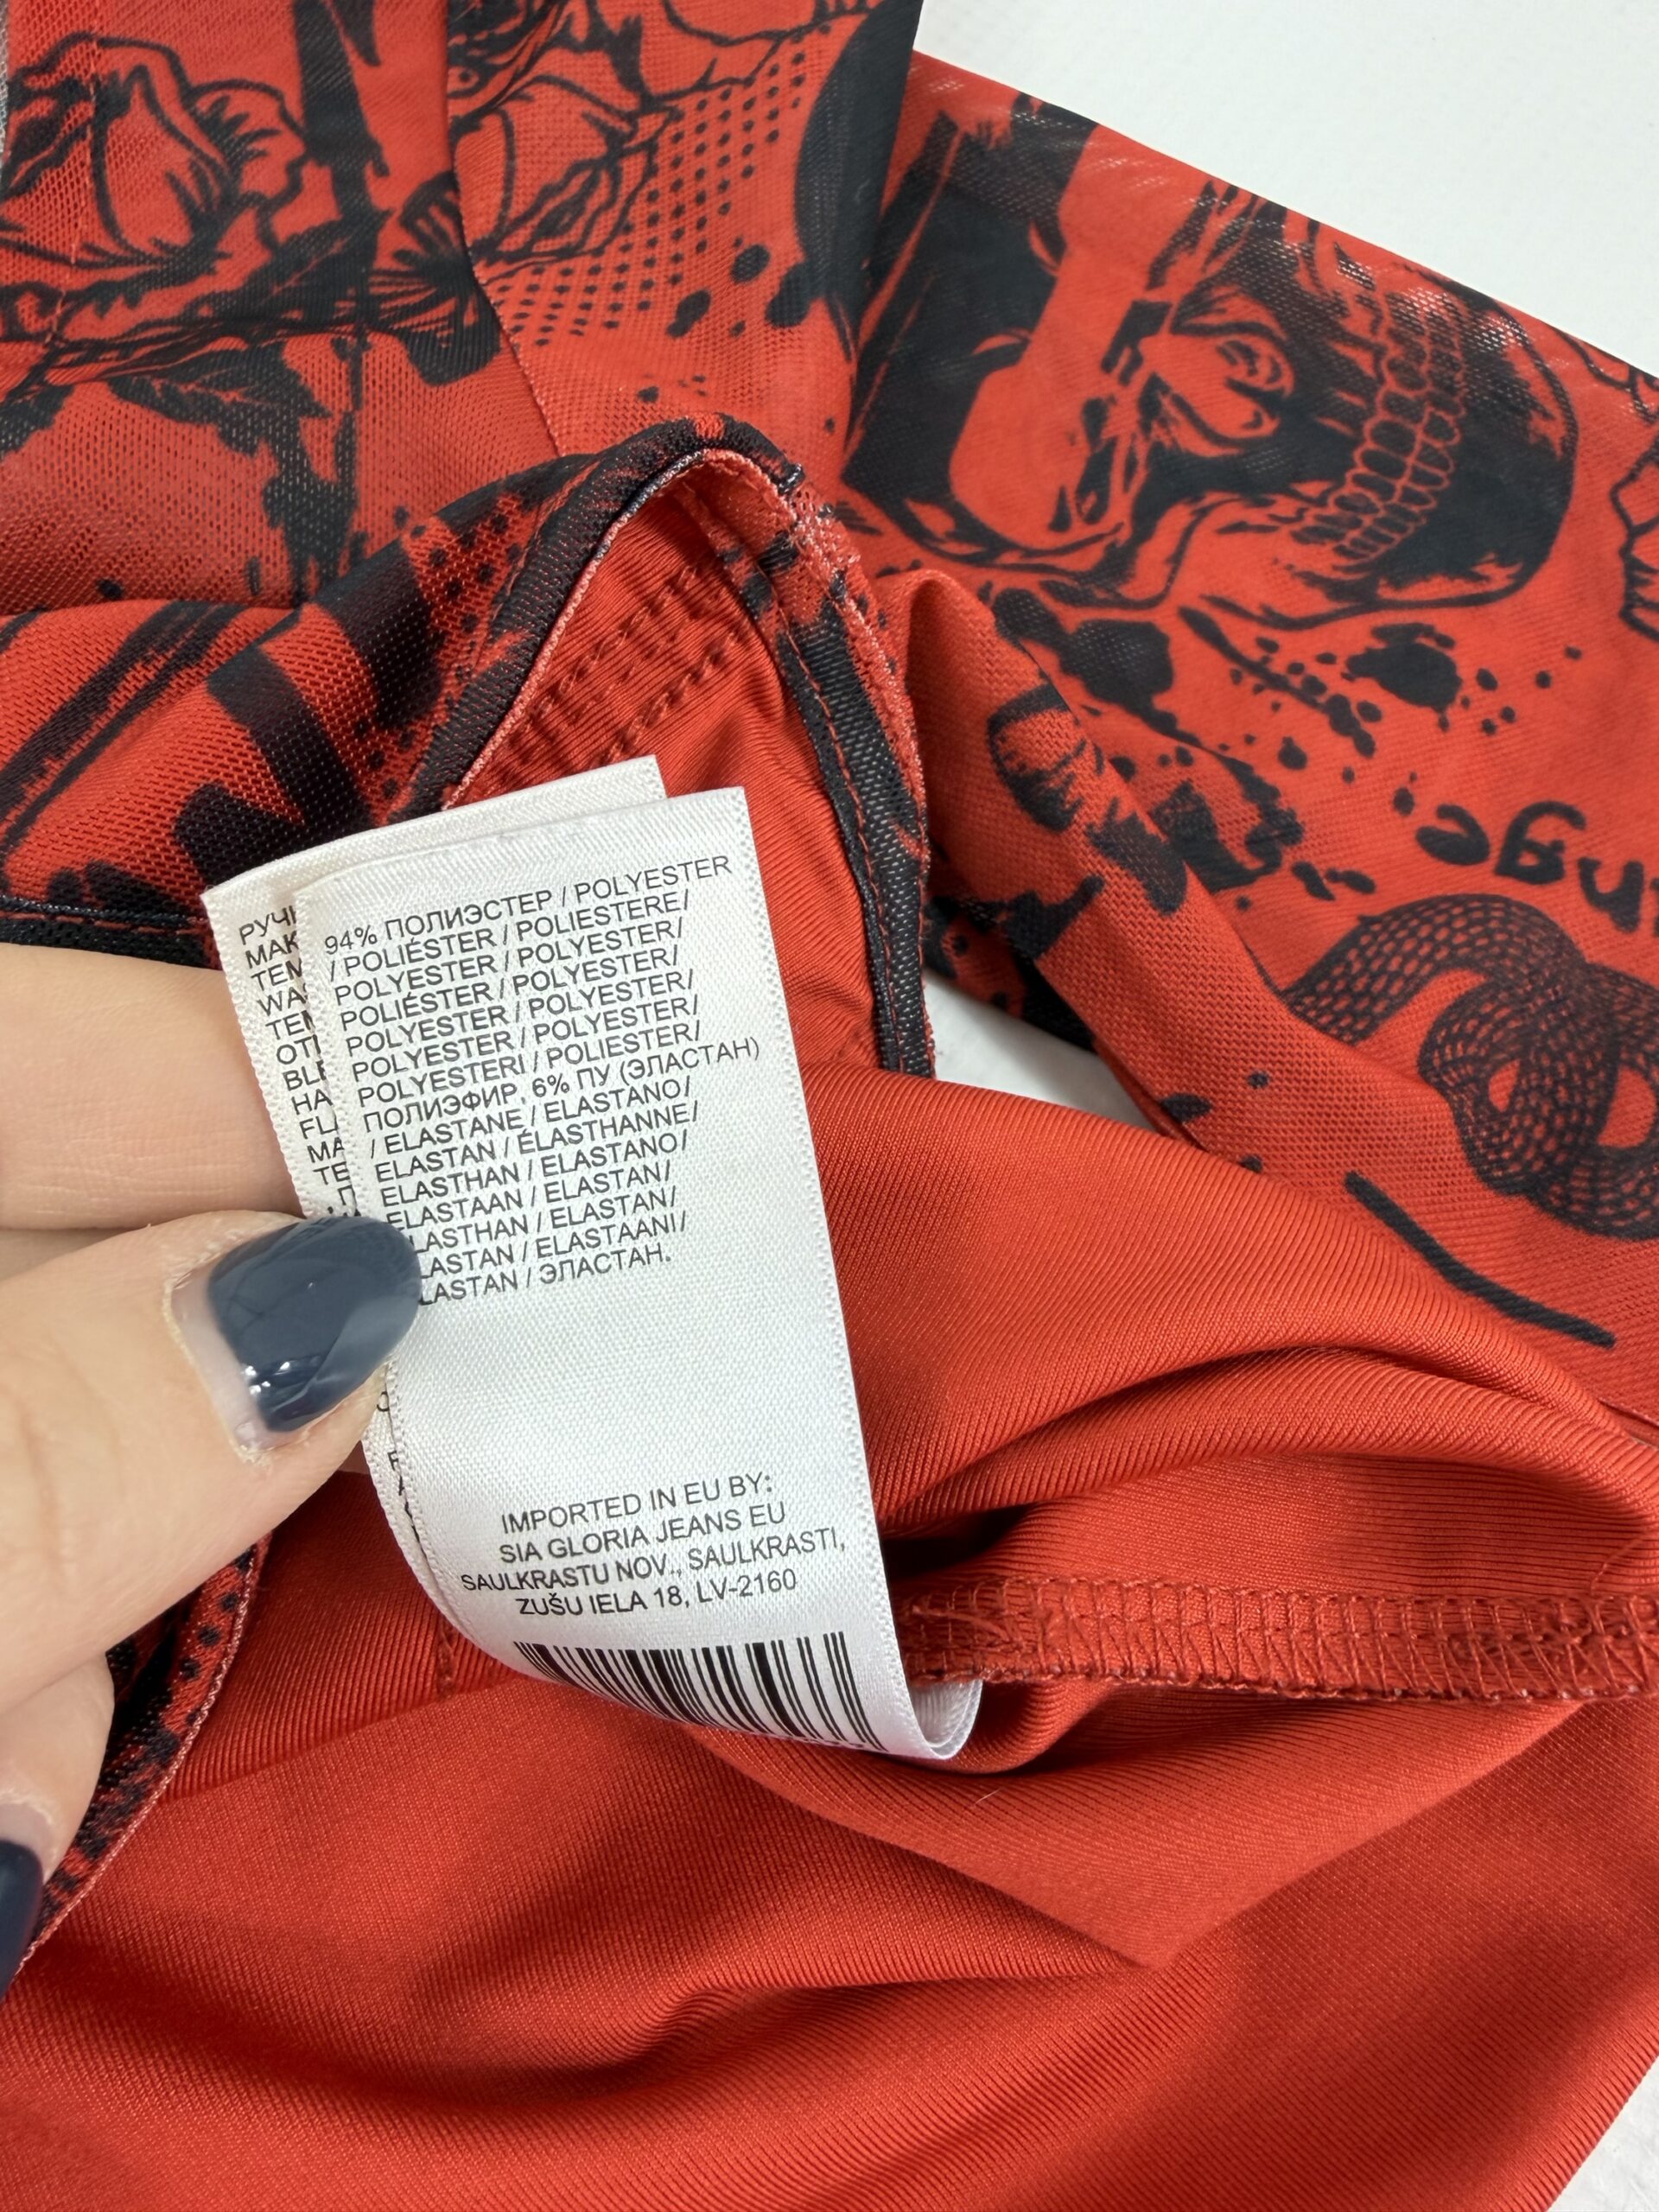 94% ПОЛИЭСТЕР / POLYESTER
/ POLIÉSTER / POLIESTERE/
POLYESTER / POLYESTER/
POLIÉSTER / POLYESTER/
POLYESTER / POLYESTER/
POLYESTER / POLYESTER/
POLYESTERI / POLIESTER/
ПОЛИЭФИР, 6% ПУ (ЭЛАСТАН)
/ ELASTANE / ELASTANO/
ELASTAN / ÉLASTHANNE/
ELASTHAN / ELASTANO/
ELASTAAN / ELASTAN/
LASTHAN / ELASTAN/
LASTAN / ELASTAANI/
LASTAN / ЭЛАСТАН.
IMPORTED IN EU BY:
SIA GLORIA JEANS EU
SAULKRASTU NOV., SAULKRASTI,
ZUŠU IELA 18, LV-2160